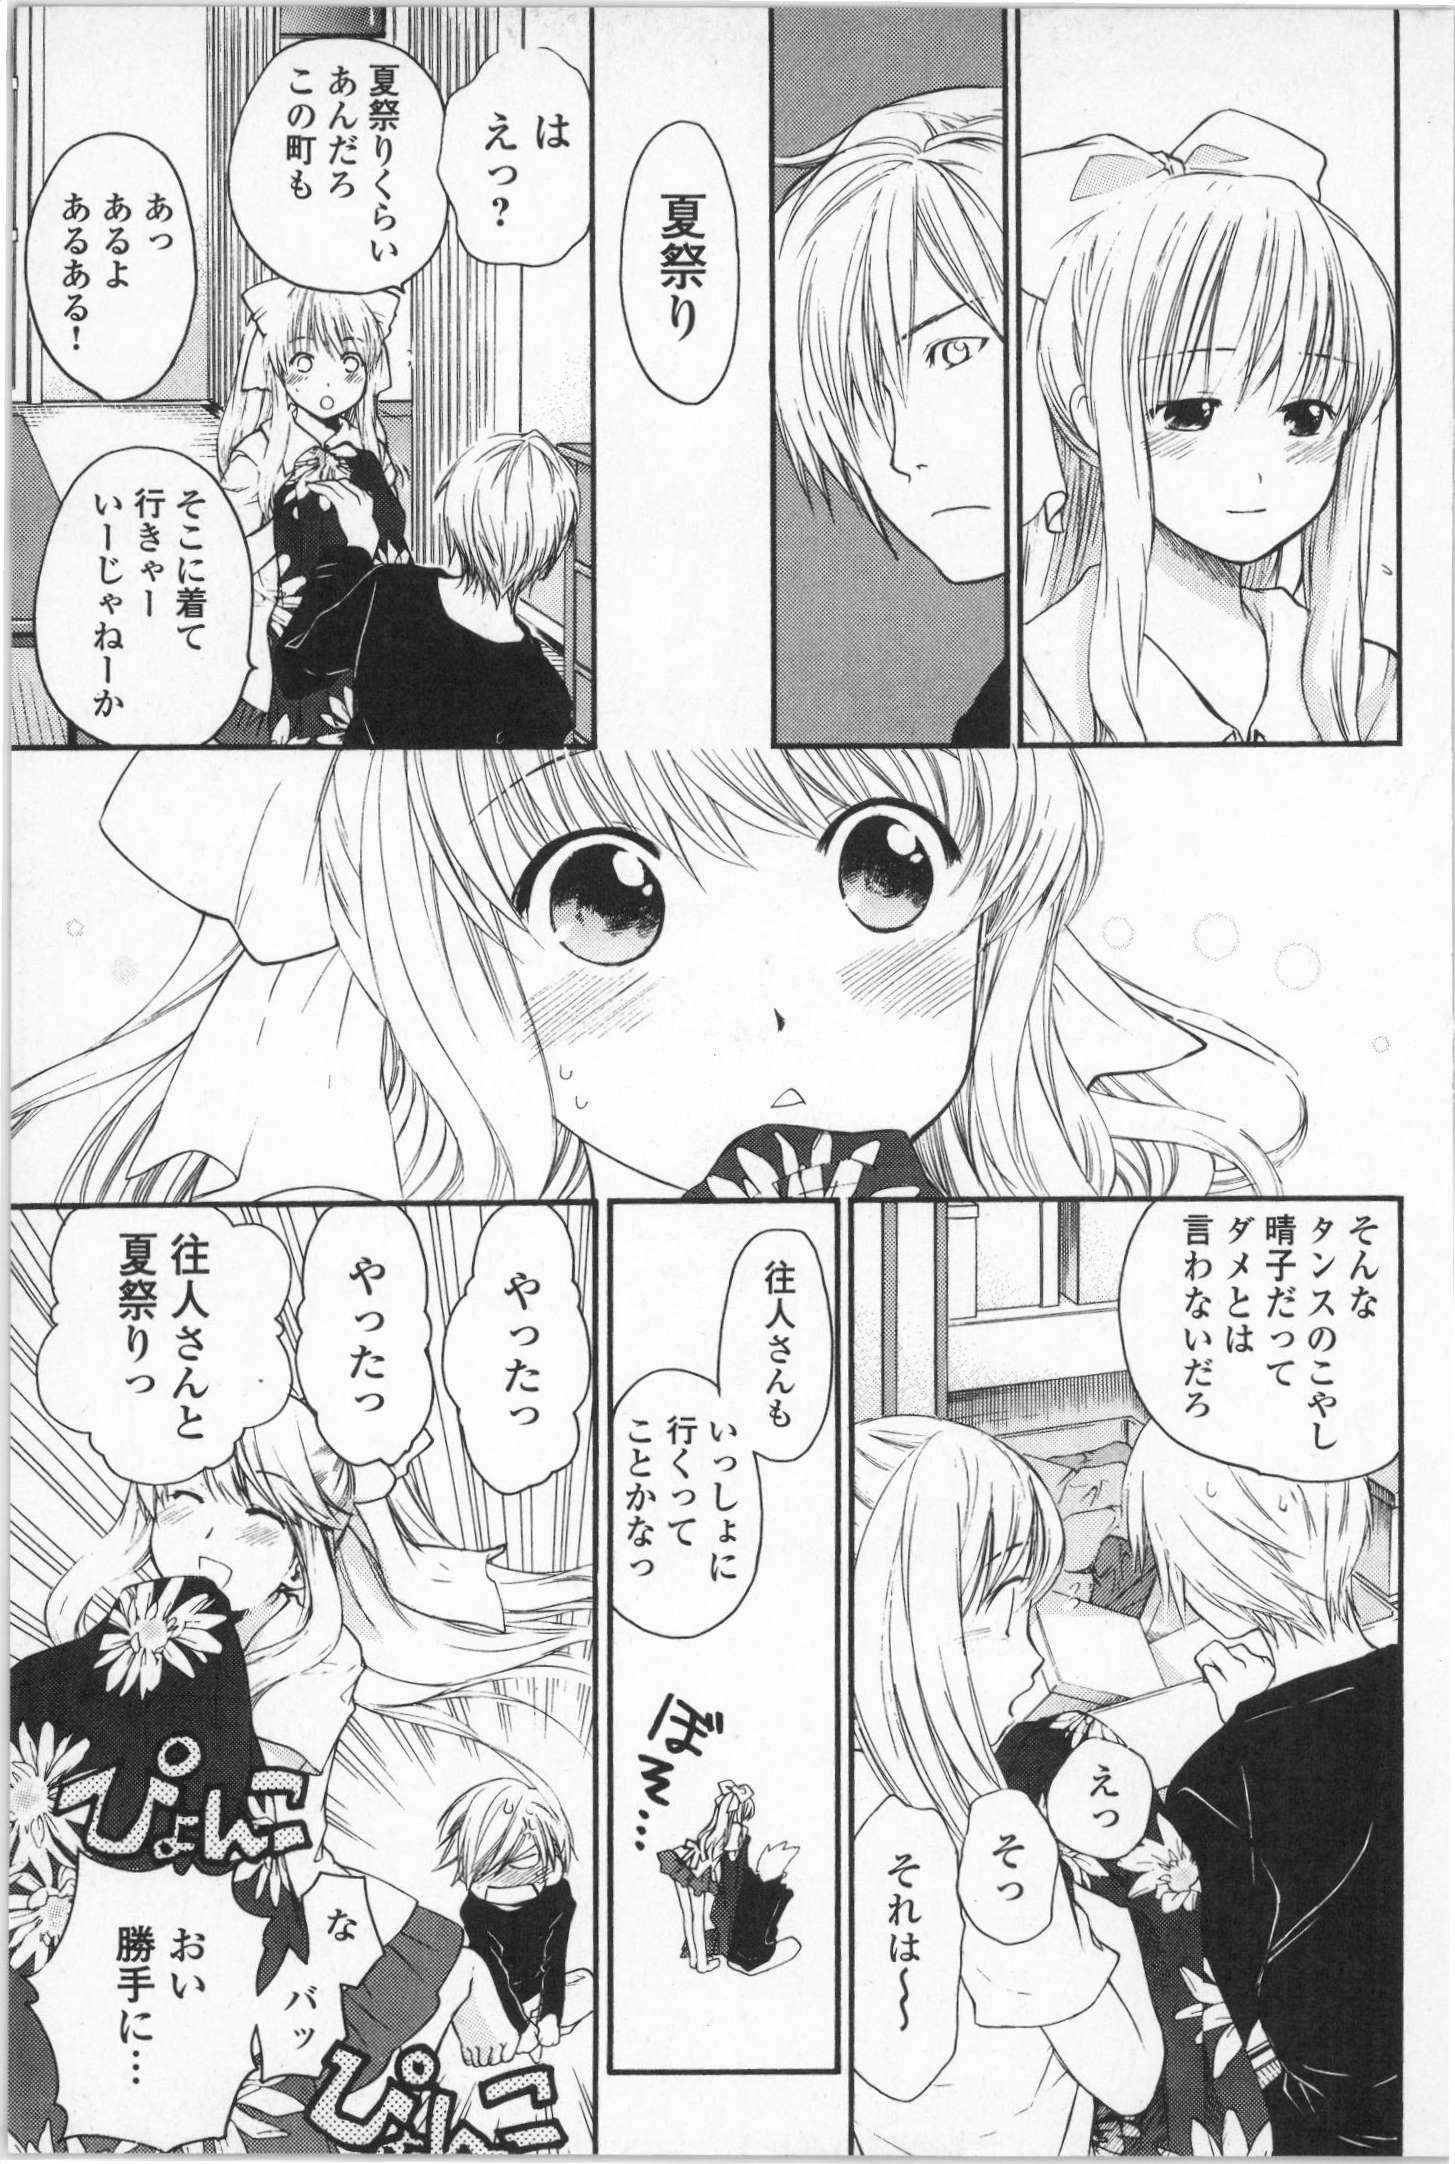 夏祭り
は
えっ?
夏祭りくらい
あんだろ
この町も
あっ
あるよ
あるある!
そこに着て
行きゃー
いーじゃねーか
そんな
タンスのこやし
晴子だって
ダメとは
言わないだろ
えっ
そっ
それは〜〜
往人さんも
いっしょに
行くって
ことかなっ
ぼそ…
やったっ
やったっ
往人さんと
夏祭りっ
ぴょんこ
な
バッ
おい
勝手に…
ぴょんこ